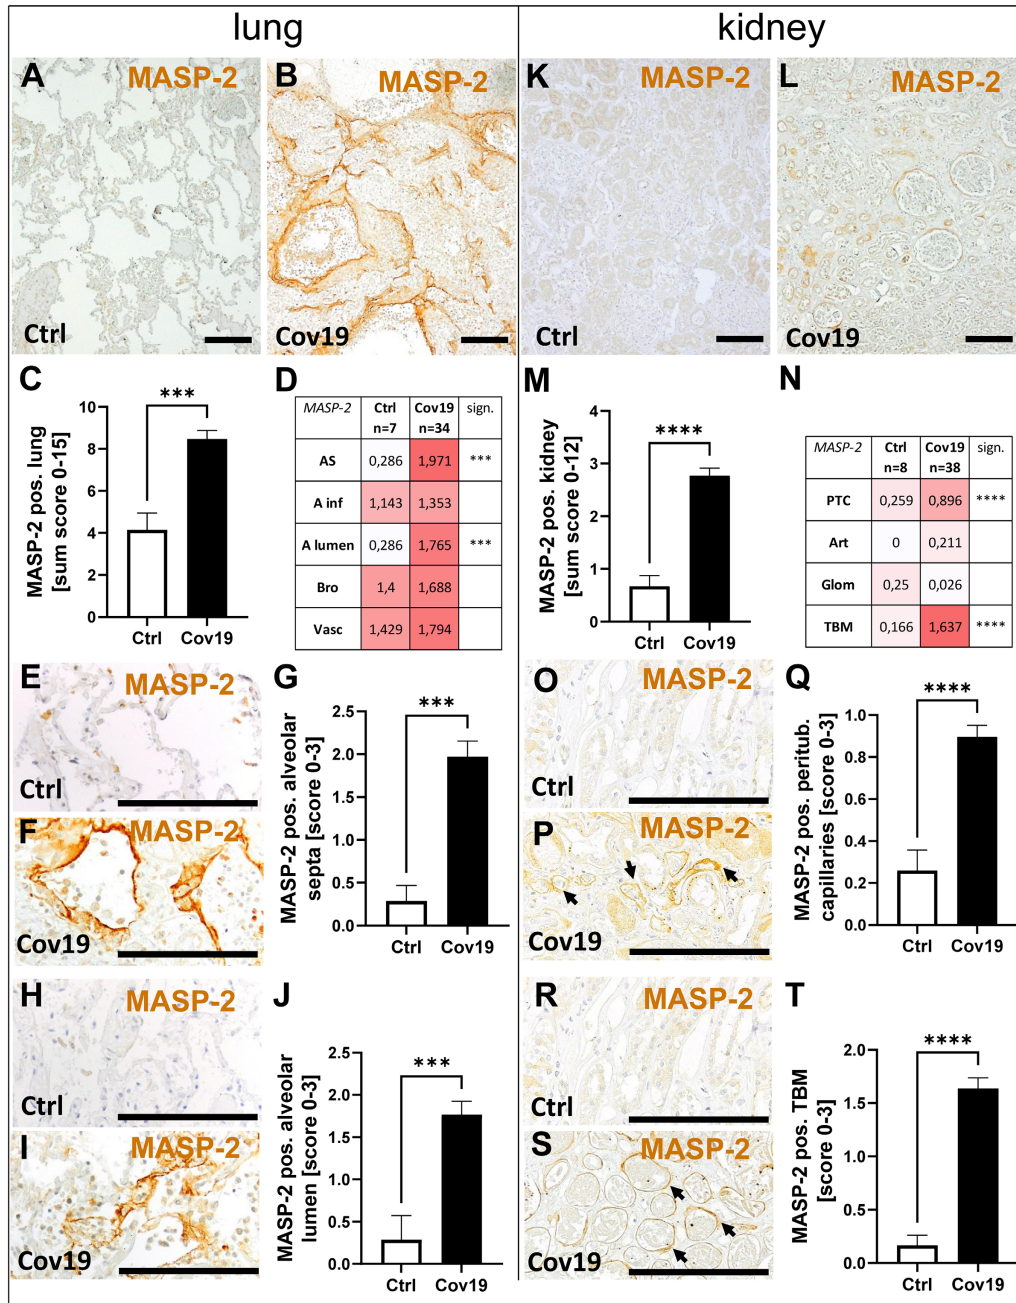 lung
kidney
A MASP-2
Ctrl
B MASP-2
Cov19
K MASP-2
Ctrl
L MASP-2
Cov19
C
MASP-2 pos. lung
[sum score 0-15]
10
8
6
4
2
0
***
Ctrl Cov19
D
MASP-2 Ctrl n=7 Cov19 n=34 sign.
AS 0,286 1,971 ***
A inf 1,143 1,353
A lumen 0,286 1,765 ***
Bro 1,4 1,688
Vasc 1,429 1,794
M
MASP-2 pos. kidney
[sum score 0-12]
4
3
2
1
0
****
Ctrl Cov19
N
MASP-2 Ctrl n=8 Cov19 n=38 sign.
PTC 0,259 0,896 ****
Art 0 0,211
Glom 0,25 0,026
TBM 0,166 1,637 ****
E MASP-2
Ctrl
F MASP-2
Cov19
G
MASP-2 pos. alveolar
septa [score 0-3]
2.5
2.0
1.5
1.0
0.5
0.0
***
Ctrl Cov19
O MASP-2
Ctrl
P MASP-2
Cov19
Q
MASP-2 pos. peritub.
capillaries [score 0-3]
1.0
0.8
0.6
0.4
0.2
0.0
****
Ctrl Cov19
H MASP-2
Ctrl
I MASP-2
Cov19
J
MASP-2 pos. alveolar
lumen [score 0-3]
2.5
2.0
1.5
1.0
0.5
0.0
***
Ctrl Cov19
R MASP-2
Ctrl
S MASP-2
Cov19
T
MASP-2 pos. TBM
[score 0-3]
2.0
1.5
1.0
0.5
0.0
****
Ctrl Cov19